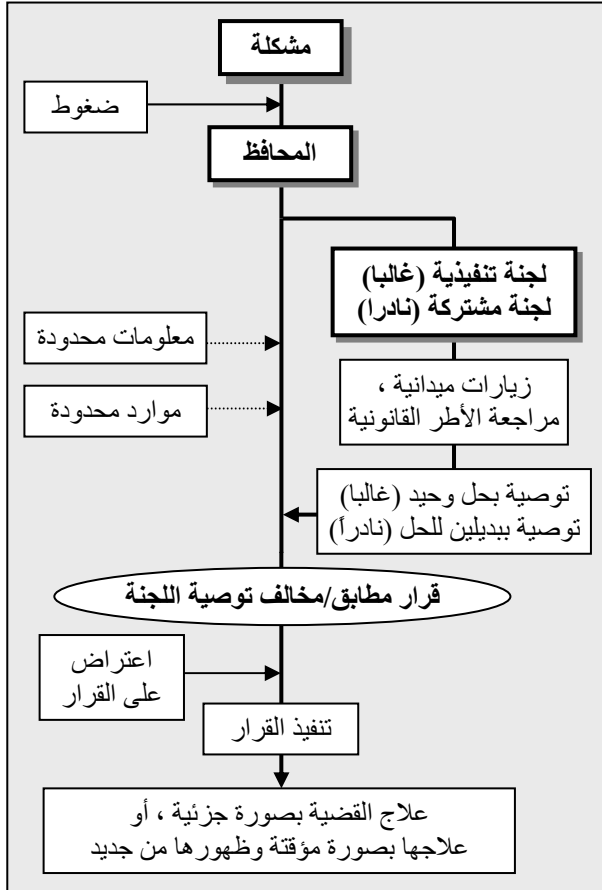 مشكلة
ضغوط
المحافظ
لجنة تنفيذية (غالبا)
لجنة مشتركة (نادرا)
معلومات محدودة
زيارات ميدانية ،
مراجعة الأطر القانونية
موارد محدودة
توصية بحل وحيد (غالبا)
توصية ببديلين للحل (نادراً)
قرار مطابق/مخالف توصية اللجنة
اعتراض
على القرار
تنفيذ القرار
علاج القضية بصورة جزئية ، أو
علاجها بصورة مؤقتة وظهورها من جديد